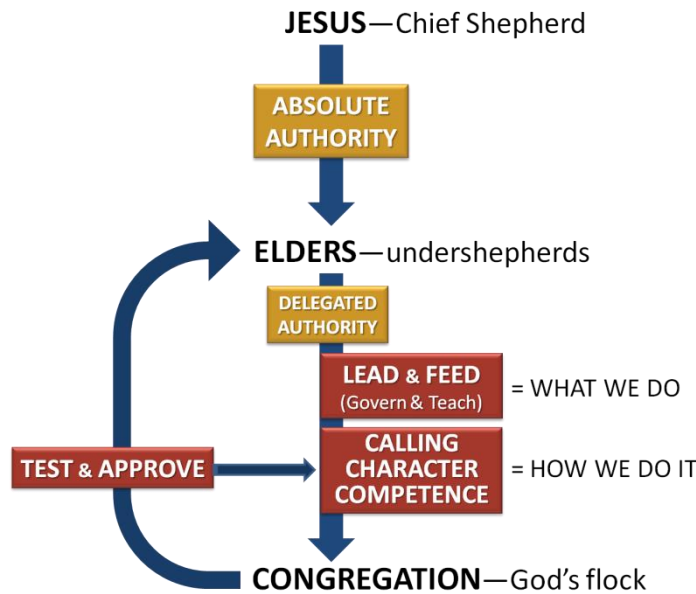 JESUS—Chief Shepherd
ABSOLUTE
AUTHORITY
ELDERS—undershepherds
DELEGATED
AUTHORITY
LEAD & FEED
(Govern & Teach)
= WHAT WE DO
TEST & APPROVE
CALLING
CHARACTER
COMPETENCE
= HOW WE DO IT
CONGREGATION—God's flock